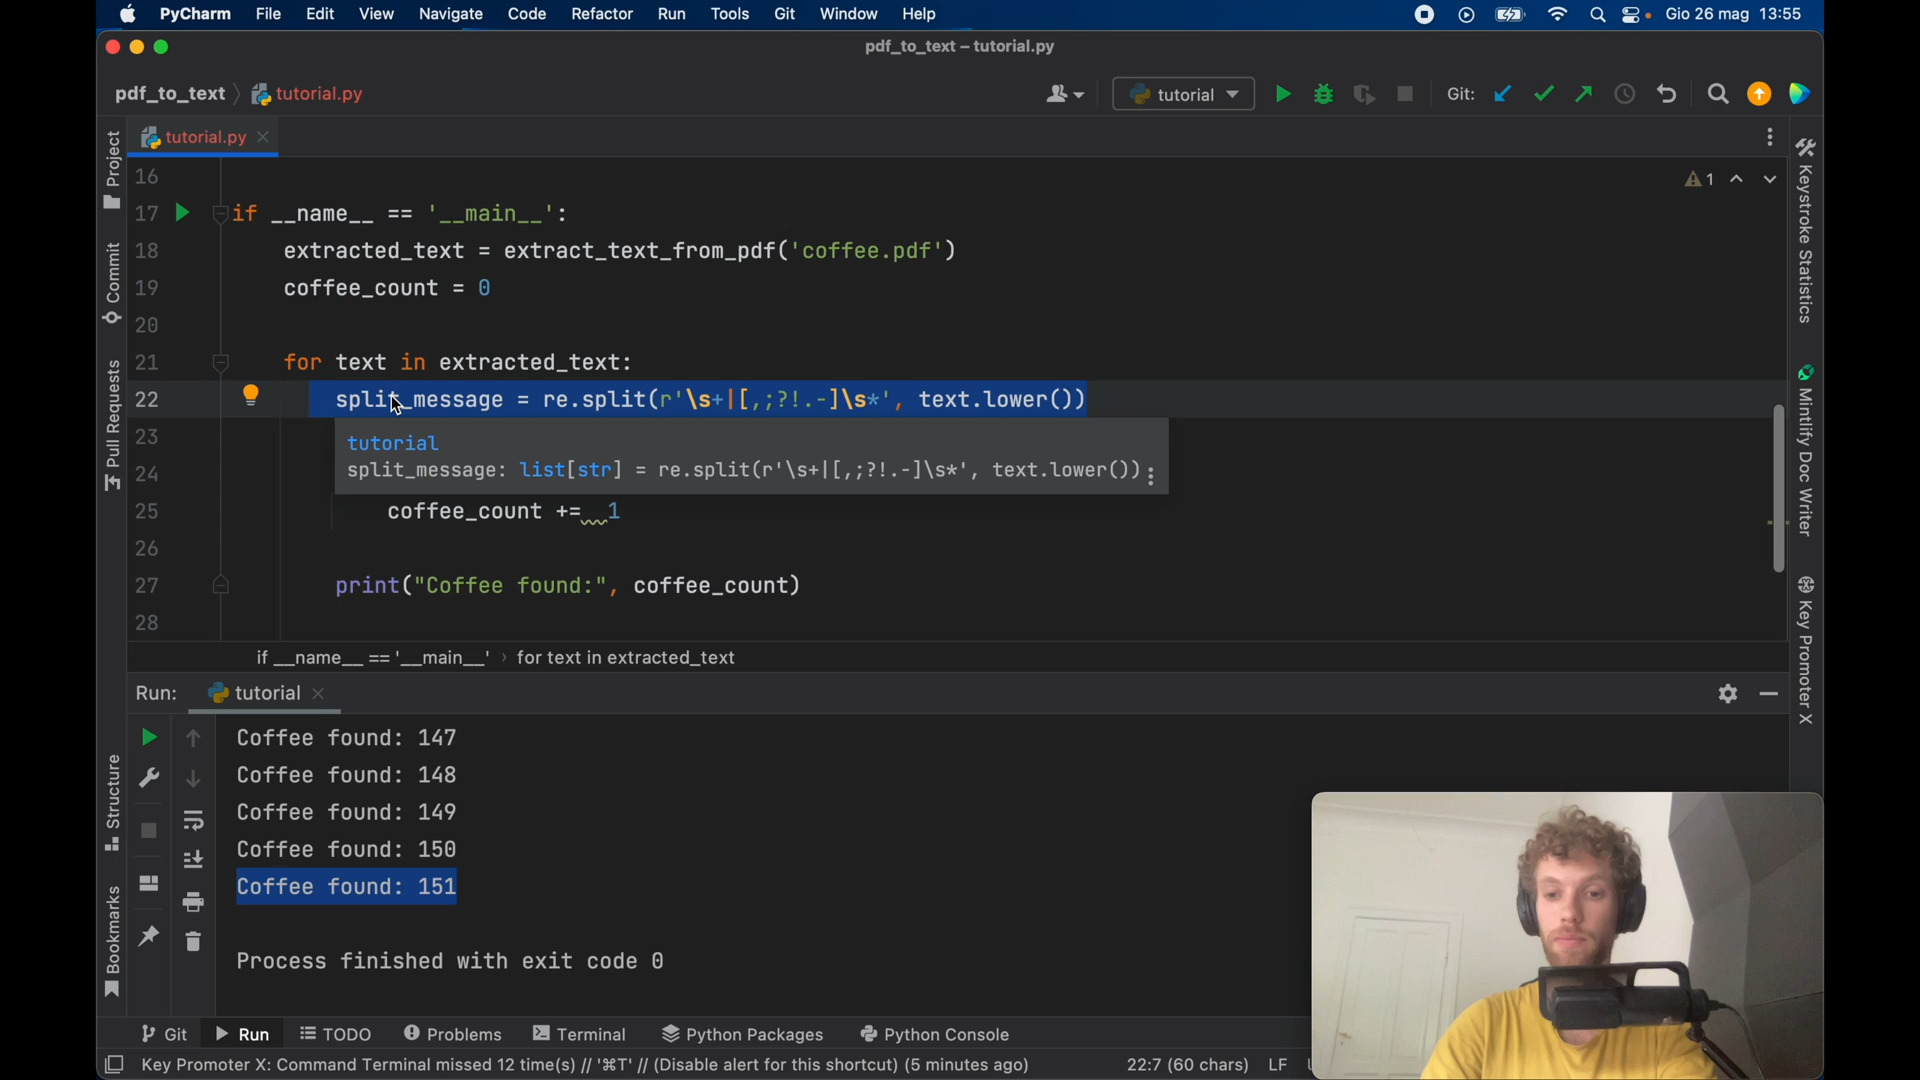 PyCharm File Edit View Navigate Code Refactor Run Tools Git Window Help Gio 26 mag 13:55
pdf_to_text – tutorial.py
pdf_to_text tutorial.py tutorial Git:
tutorial.py
16
17 if __name__ == '__main__':
18 extracted_text = extract_text_from_pdf('coffee.pdf')
19 coffee_count = 0
20
21 for text in extracted_text:
22 split_message = re.split(r'\s+|[,;?!.-]\s*', text.lower())
23
tutorial
24
split_message: list[str] = re.split(r'\s+|[,;?!.-]\s*', text.lower())
25 coffee_count += 1
26
27 print("Coffee found:", coffee_count)
28
1
if __name__ == '__main__' for text in extracted_text
Run: tutorial
Coffee found: 147
Coffee found: 148
Coffee found: 149
Coffee found: 150
Coffee found: 151
Process finished with exit code 0
Project
Commit
Pull Requests
Structure
Bookmarks
Keystroke Statistics
Mintlify Doc Writer
Key Promoter X
Git Run TODO Problems Terminal Python Packages Python Console
Key Promoter X: Command Terminal missed 12 time(s) // '⌘T' // (Disable alert for this shortcut) (5 minutes ago) 22:7 (60 chars) LF